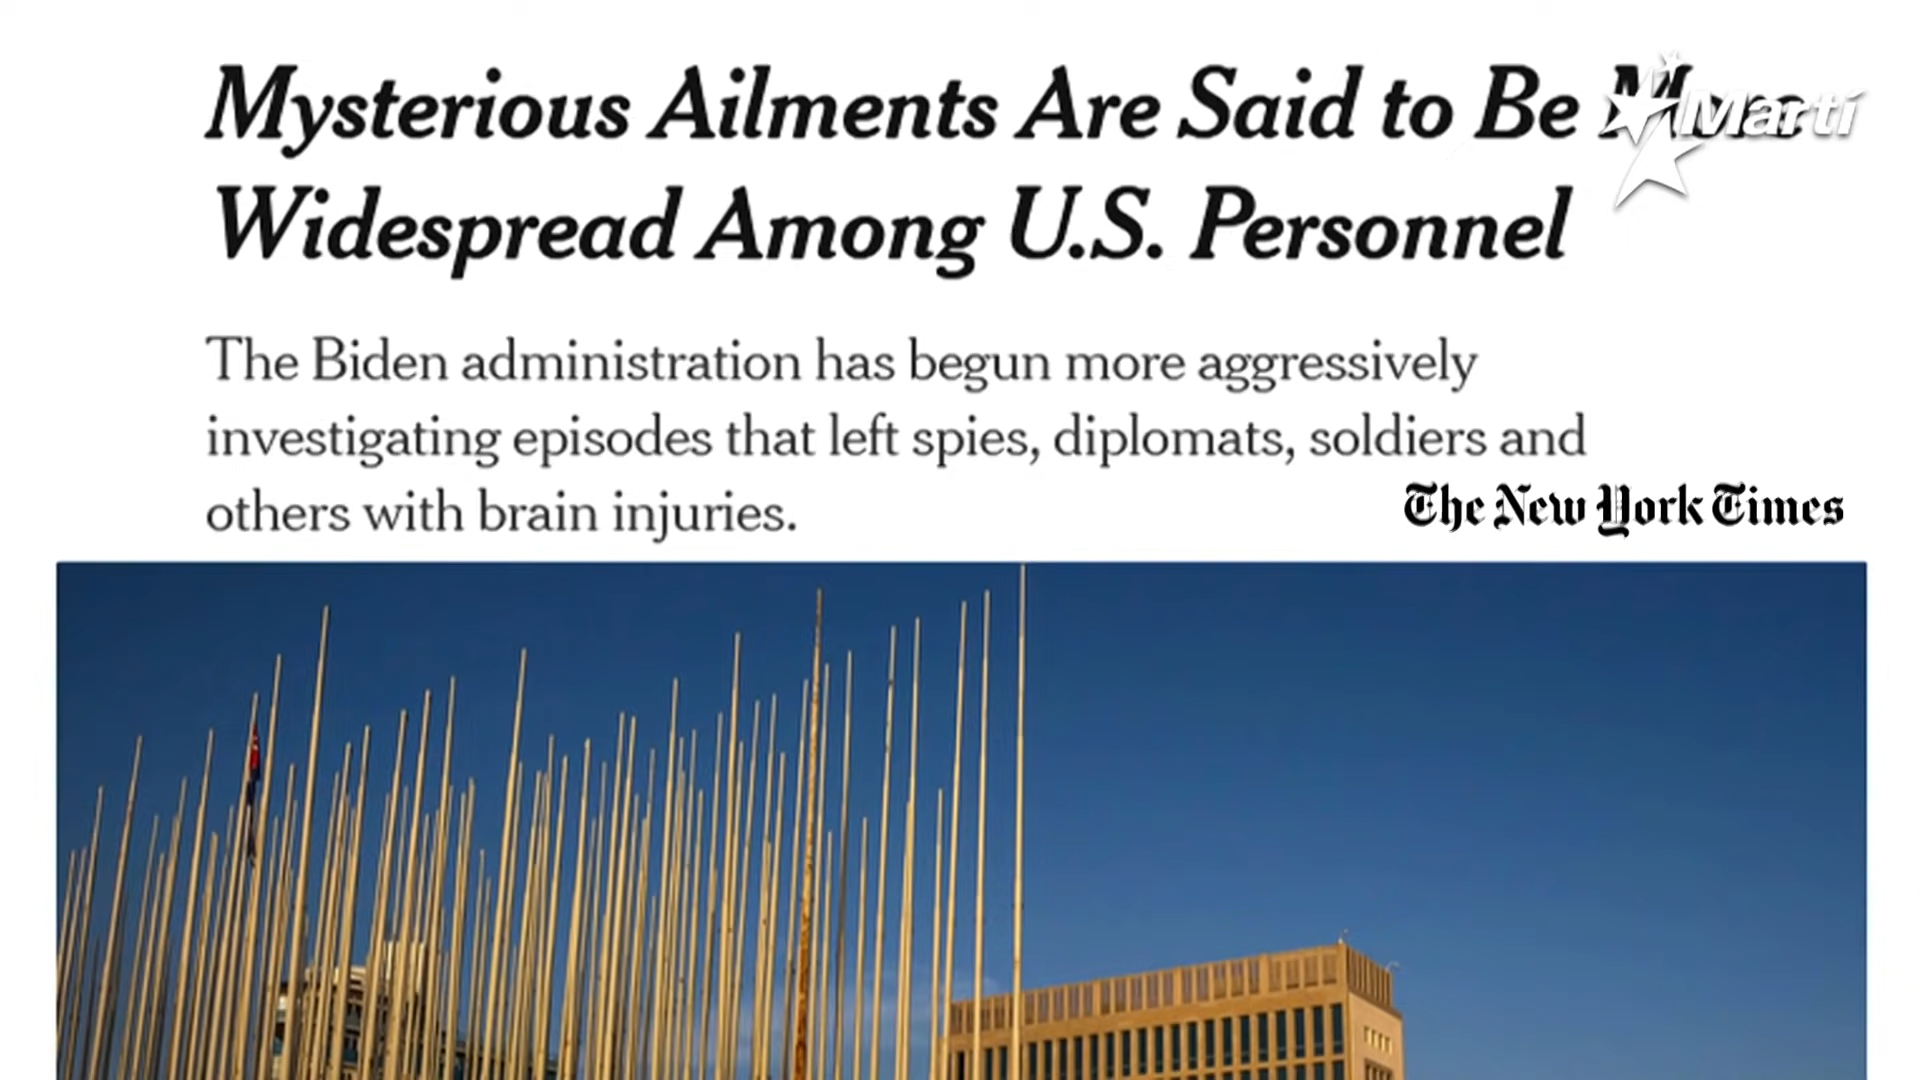 Mysterious Ailments Are Said to Be More
Martí
Widespread Among U.S. Personnel
The Biden administration has begun more aggressively
investigating episodes that left spies, diplomats, soldiers and
others with brain injuries.
The New York Times